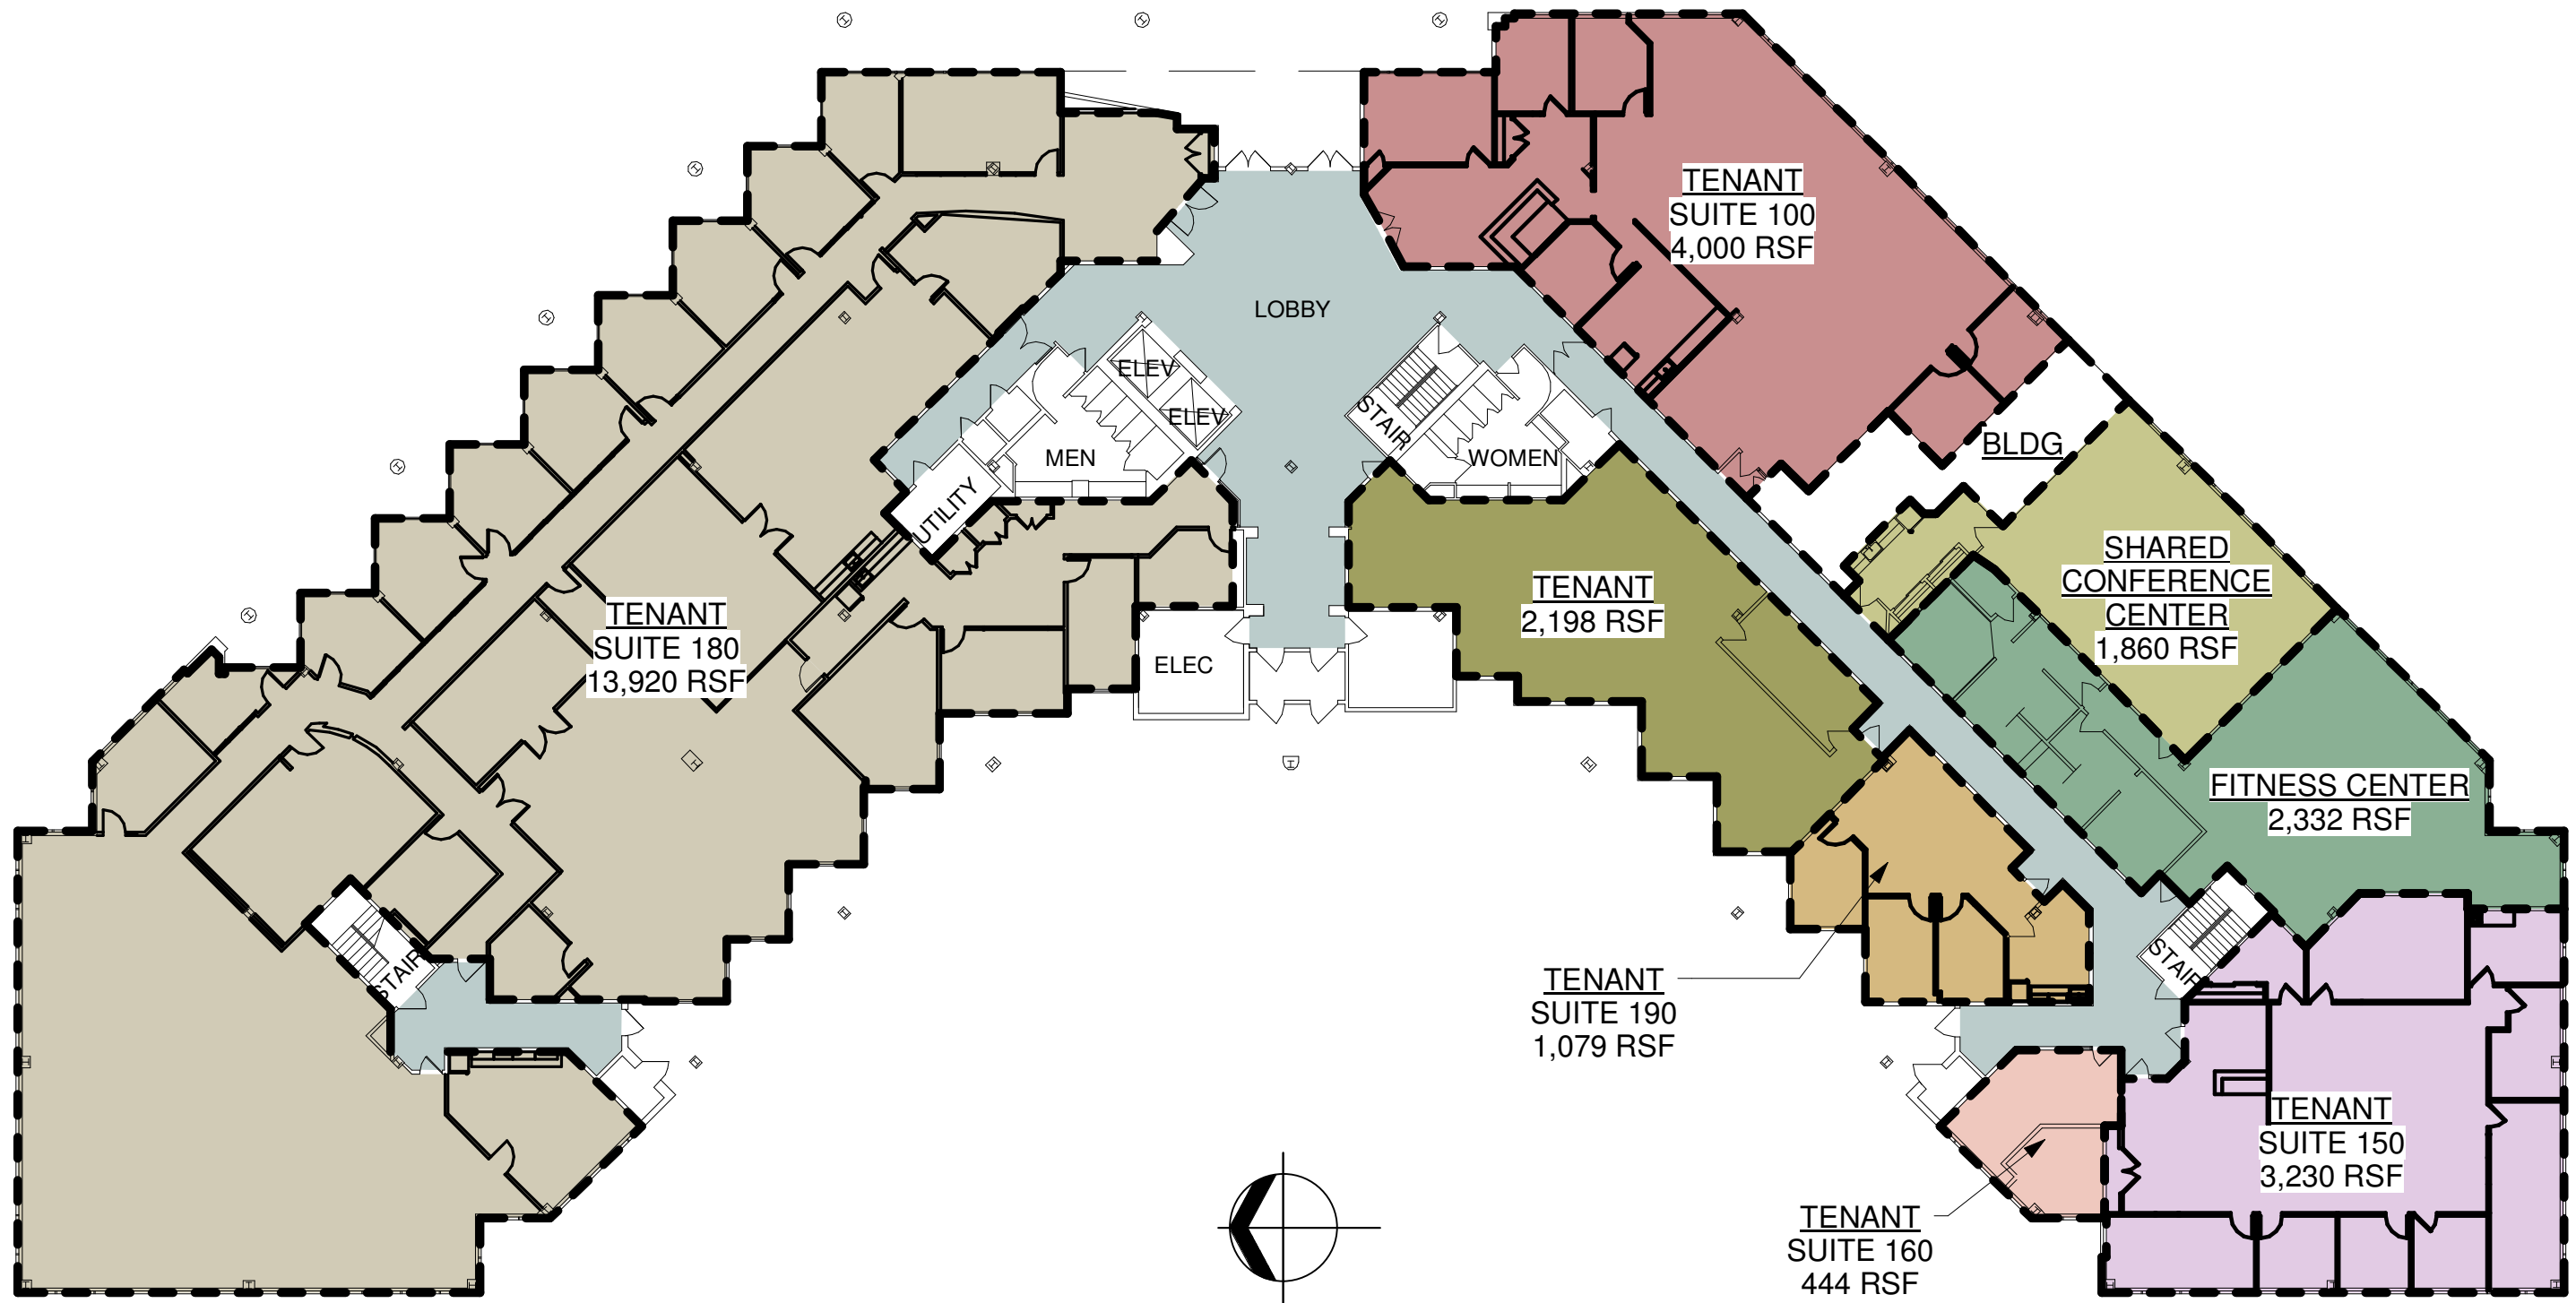 TENANT
SUITE 100
4,000 RSF
LOBBY
ELEV
ELEV
STAIR
MEN
WOMEN
BLDG
UTILITY
SHARED
CONFERENCE
CENTER
1,860 RSF
TENANT
2,198 RSF
TENANT
SUITE 180
13,920 RSF
ELEC
FITNESS CENTER
2,332 RSF
STAIR
STAIR
TENANT
SUITE 190
1,079 RSF
TENANT
SUITE 150
3,230 RSF
TENANT
SUITE 160
444 RSF